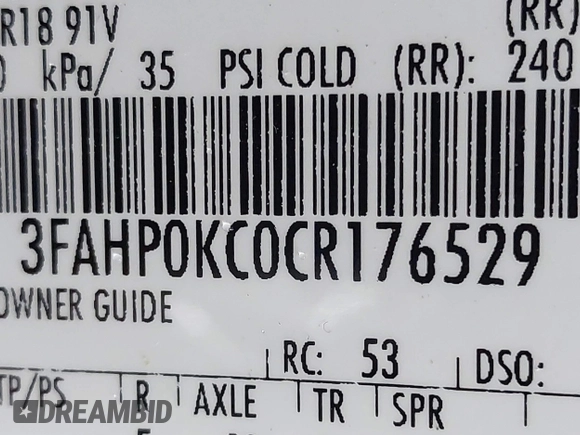 (RR)
R18 91V
kPa/ 35 PSI COLD (RR): 240
3FAHP0KC0CR176529
OWNER GUIDE
RC: 53 DSO:
TP/PS R AXLE TR SPR
DREAMBID